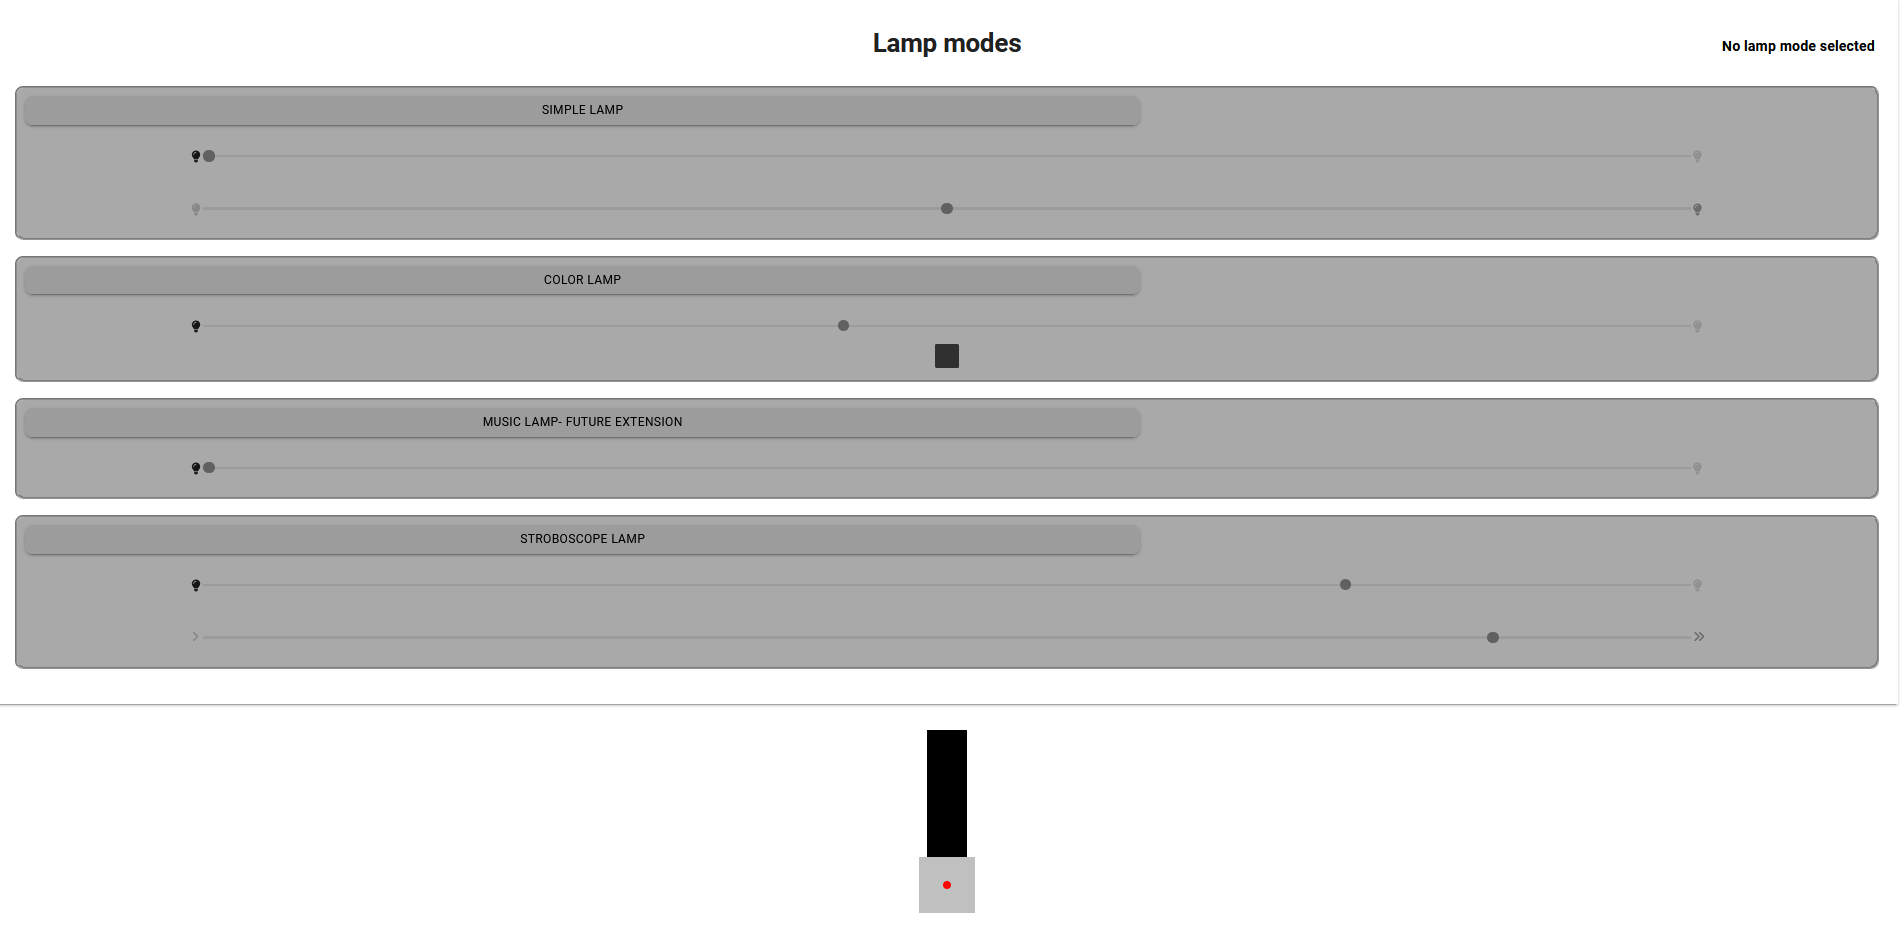 Lamp modes
No lamp mode selected
SIMPLE LAMP
COLOR LAMP
MUSIC LAMP- FUTURE EXTENSION
STROBOSCOPE LAMP